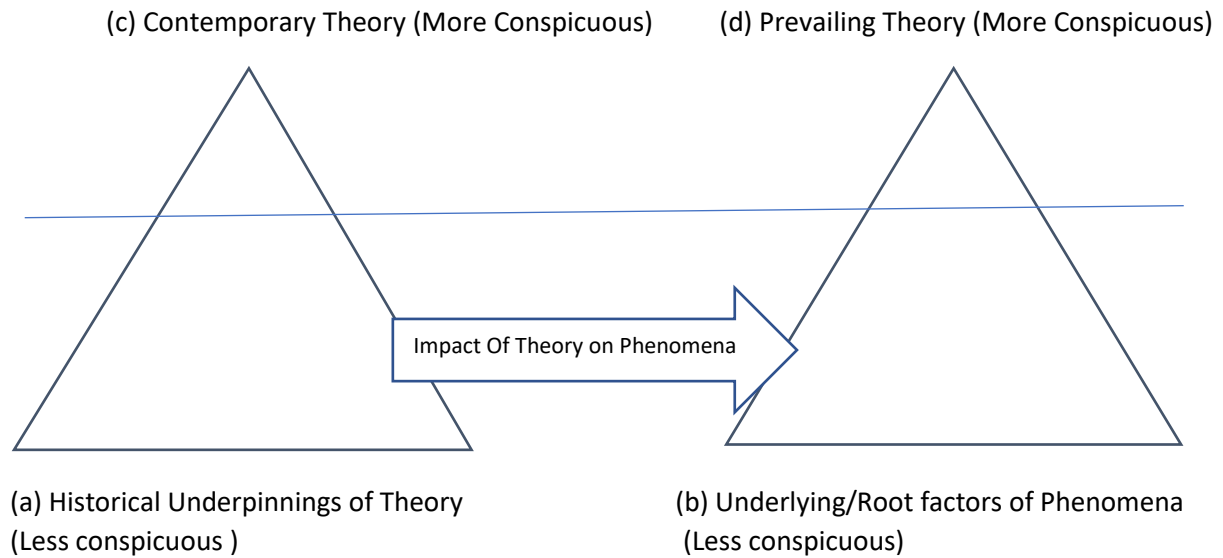 (c) Contemporary Theory (More Conspicuous)
(d) Prevailing Theory (More Conspicuous)
Impact Of Theory on Phenomena
(a) Historical Underpinnings of Theory
(Less conspicuous )
(b) Underlying/Root factors of Phenomena
(Less conspicuous)